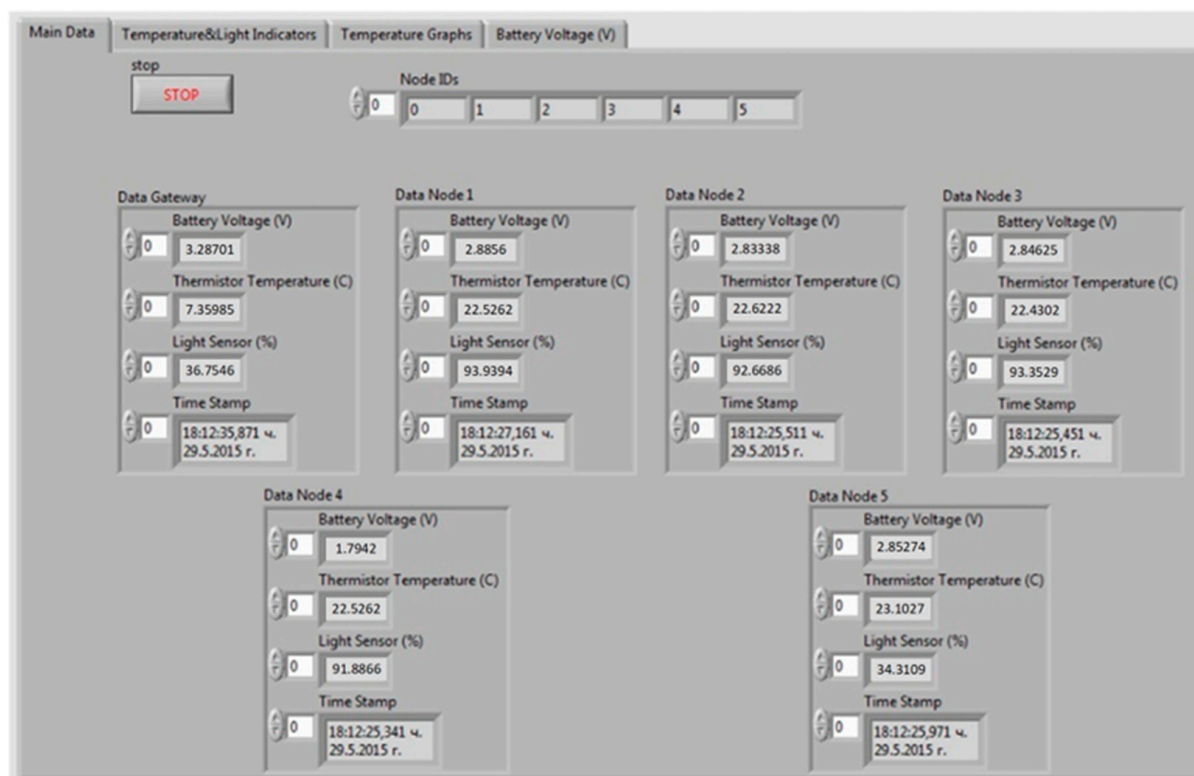 Main Data
Temperature&Light Indicators
Temperature Graphs
Battery Voltage (V)
stop
STOP
Node IDs
0
0
1
2
3
4
5
Data Gateway
Battery Voltage (V)
0
3.28701
Thermistor Temperature (C)
0
7.35985
Light Sensor (%)
0
36.7546
Time Stamp
0
18:12:35,871 ч.
29.5.2015 г.
Data Node 1
Battery Voltage (V)
0
2.8856
Thermistor Temperature (C)
0
22.5262
Light Sensor (%)
0
93.9394
Time Stamp
0
18:12:27,161 ч.
29.5.2015 г.
Data Node 2
Battery Voltage (V)
0
2.83338
Thermistor Temperature (C)
0
22.6222
Light Sensor (%)
0
92.6686
Time Stamp
0
18:12:25,511 ч.
29.5.2015 г.
Data Node 3
Battery Voltage (V)
0
2.84625
Thermistor Temperature (C)
0
22.4302
Light Sensor (%)
0
93.3529
Time Stamp
0
18:12:25,451 ч.
29.5.2015 г.
Data Node 4
Battery Voltage (V)
0
1.7942
Thermistor Temperature (C)
0
22.5262
Light Sensor (%)
0
91.8866
Time Stamp
0
18:12:25,341 ч.
29.5.2015 г.
Data Node 5
Battery Voltage (V)
0
2.85274
Thermistor Temperature (C)
0
23.1027
Light Sensor (%)
0
34.3109
Time Stamp
0
18:12:25,971 ч.
29.5.2015 г.